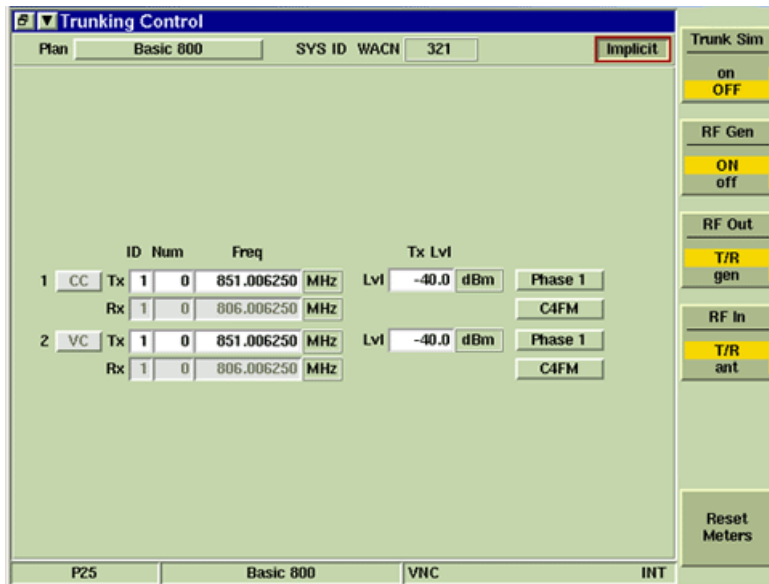 Trunking Control
Plan Basic 800 SYS ID WACN 321 Implicit
ID Num Freq Tx Lvl
1 CC Tx 1 0 851.006250 MHz Lvl -40.0 dBm Phase 1
Rx 1 0 806.006250 MHz C4FM
2 VC Tx 1 0 851.006250 MHz Lvl -40.0 dBm Phase 1
Rx 1 0 806.006250 MHz C4FM
P25 Basic 800 VNC INT
Trunk Sim
on
OFF
RF Gen
ON
off
RF Out
T/R
gen
RF In
T/R
ant
Reset
Meters